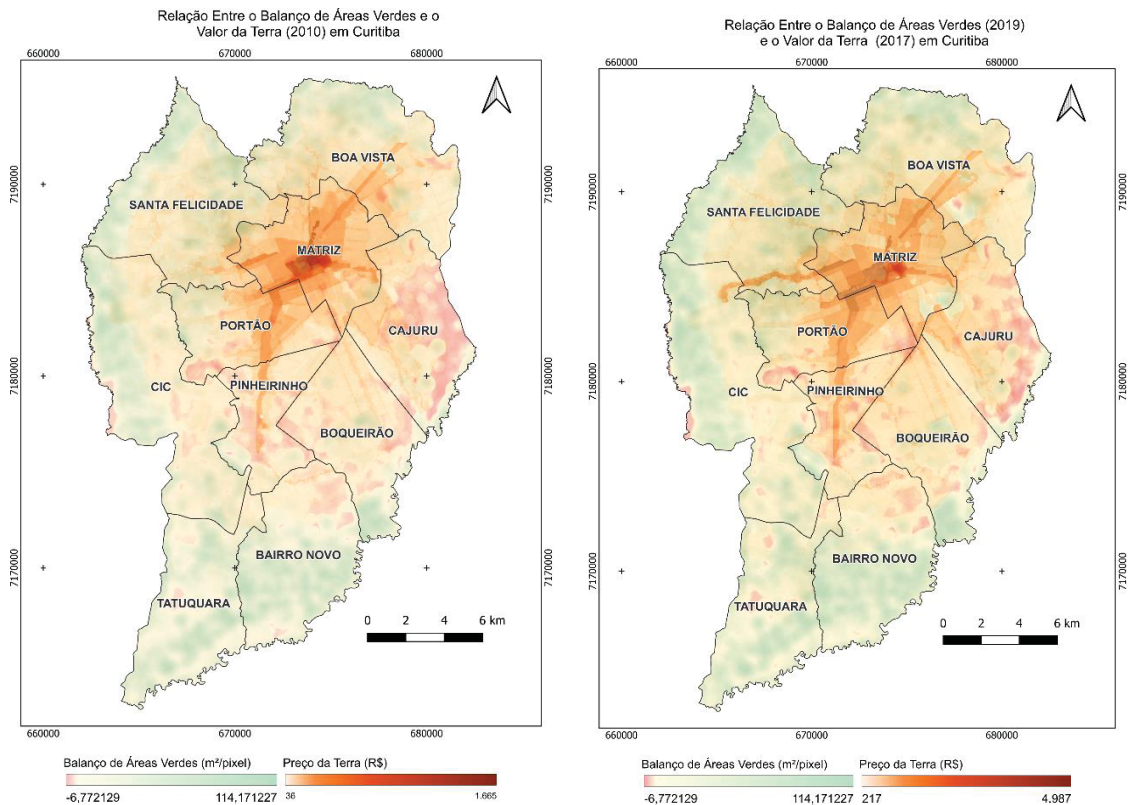 Relação Entre o Balanço de Áreas Verdes e o
Valor da Terra (2010) em Curitiba
660000
670000
680000
7190000
7190000
BOA VISTA
SANTA FELICIDADE
MATRIZ
PORTÃO
CAJURU
7180000
7180000
CIC
PINHEIRINHO
BOQUEIRÃO
7170000
7170000
BAIRRO NOVO
TATUQUARA
0 2 4 6 km
660000
670000
680000
Balanço de Áreas Verdes (m²/pixel)
-6,772129
114,171227
Preço da Terra (R$)
36
1.665
Relação Entre o Balanço de Áreas Verdes (2019)
e o Valor da Terra (2017) em Curitiba
660000
670000
680000
7190000
7190000
BOA VISTA
SANTA FELICIDADE
MATRIZ
PORTÃO
CAJURU
7180000
7180000
CIC
PINHEIRINHO
BOQUEIRÃO
7170000
7170000
BAIRRO NOVO
TATUQUARA
0 2 4 6 km
660000
670000
680000
Balanço de Áreas Verdes (m²/pixel)
-6,772129
114,171227
Preço da Terra (R$)
217
4.987